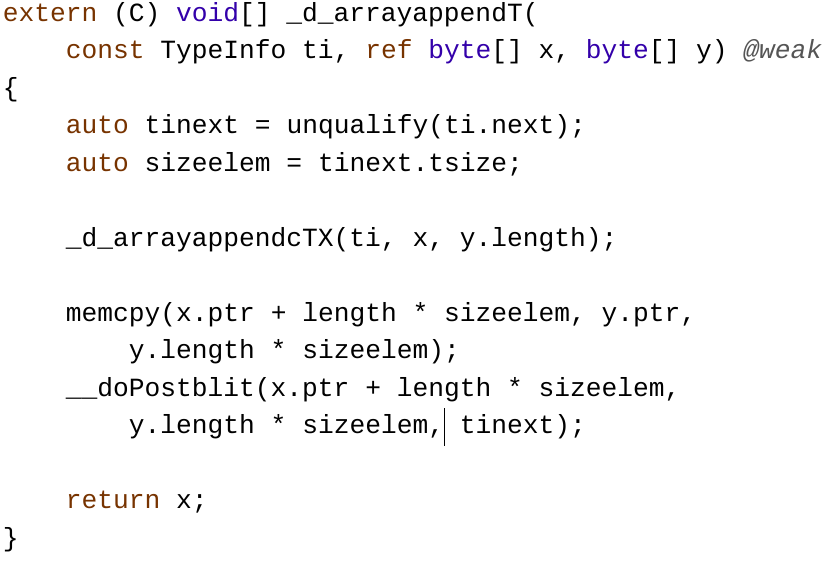 extern (C) void[] _d_arrayappendT(
    const TypeInfo ti, ref byte[] x, byte[] y) @weak
{
    auto tinext = unqualify(ti.next);
    auto sizeelem = tinext.tsize;

    _d_arrayappendcTX(ti, x, y.length);

    memcpy(x.ptr + length * sizeelem, y.ptr,
        y.length * sizeelem);
    __doPostblit(x.ptr + length * sizeelem,
        y.length * sizeelem, tinext);

    return x;
}